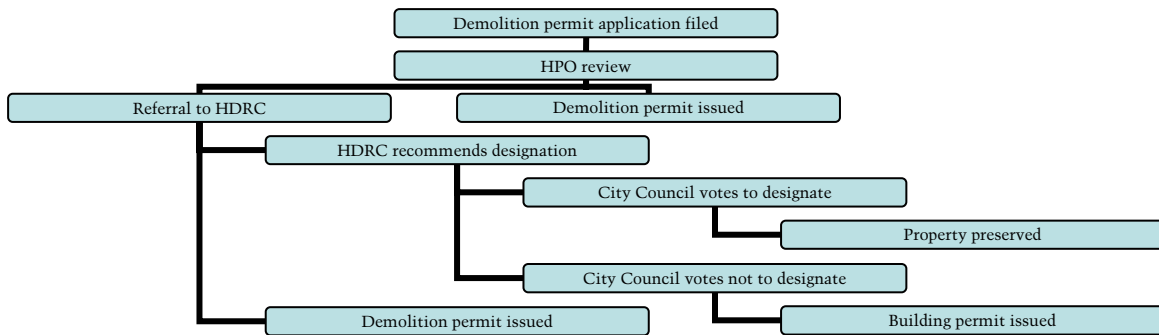 Demolition permit application filed
HPO review
Referral to HDRC
Demolition permit issued
HDRC recommends designation
City Council votes to designate
Property preserved
City Council votes not to designate
Building permit issued
Demolition permit issued